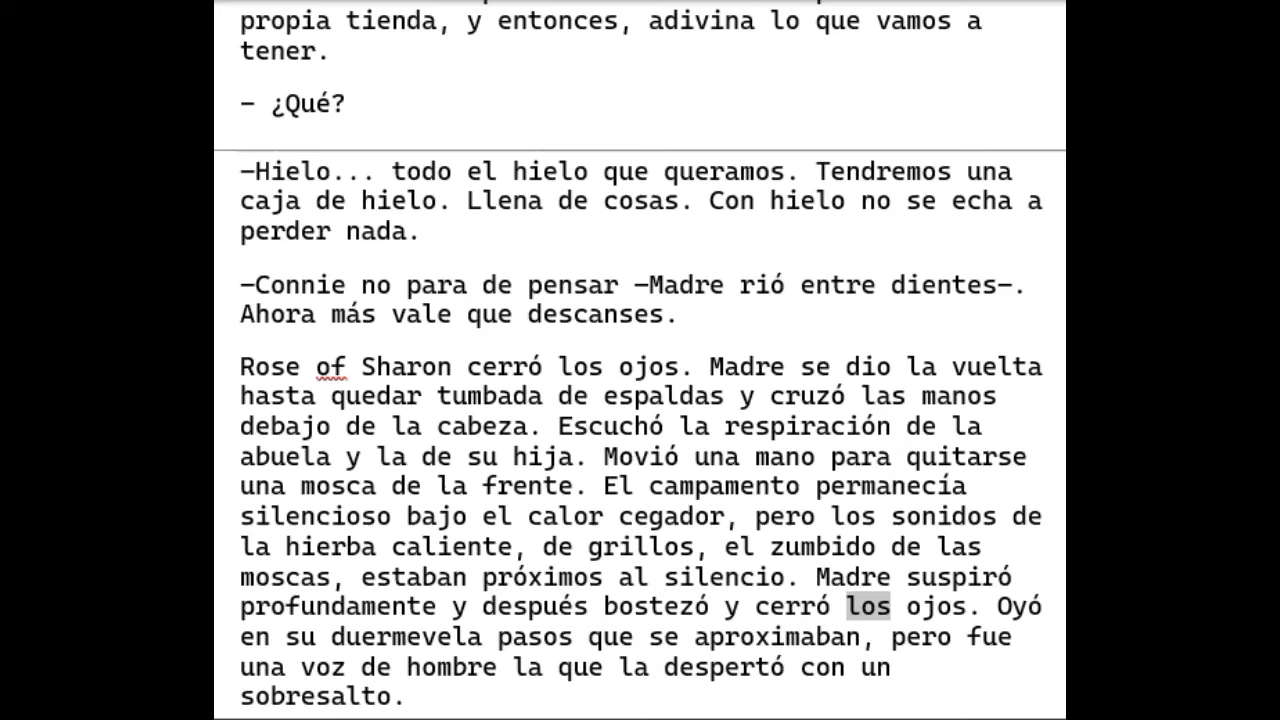 propia tienda, y entonces, adivina lo que vamos a
tener.
– ¿Qué?
—Hielo... todo el hielo que queramos. Tendremos una
caja de hielo. Llena de cosas. Con hielo no se echa a
perder nada.
—Connie no para de pensar —Madre rió entre dientes—.
Ahora más vale que descanses.
Rose of Sharon cerró los ojos. Madre se dio la vuelta
hasta quedar tumbada de espaldas y cruzó las manos
debajo de la cabeza. Escuchó la respiración de la
abuela y la de su hija. Movió una mano para quitarse
una mosca de la frente. El campamento permanecía
silencioso bajo el calor cegador, pero los sonidos de
la hierba caliente, de grillos, el zumbido de las
moscas, estaban próximos al silencio. Madre suspiró
profundamente y después bostezó y cerró los ojos. Oyó
en su duermevela pasos que se aproximaban, pero fue
una voz de hombre la que la despertó con un
sobresalto.